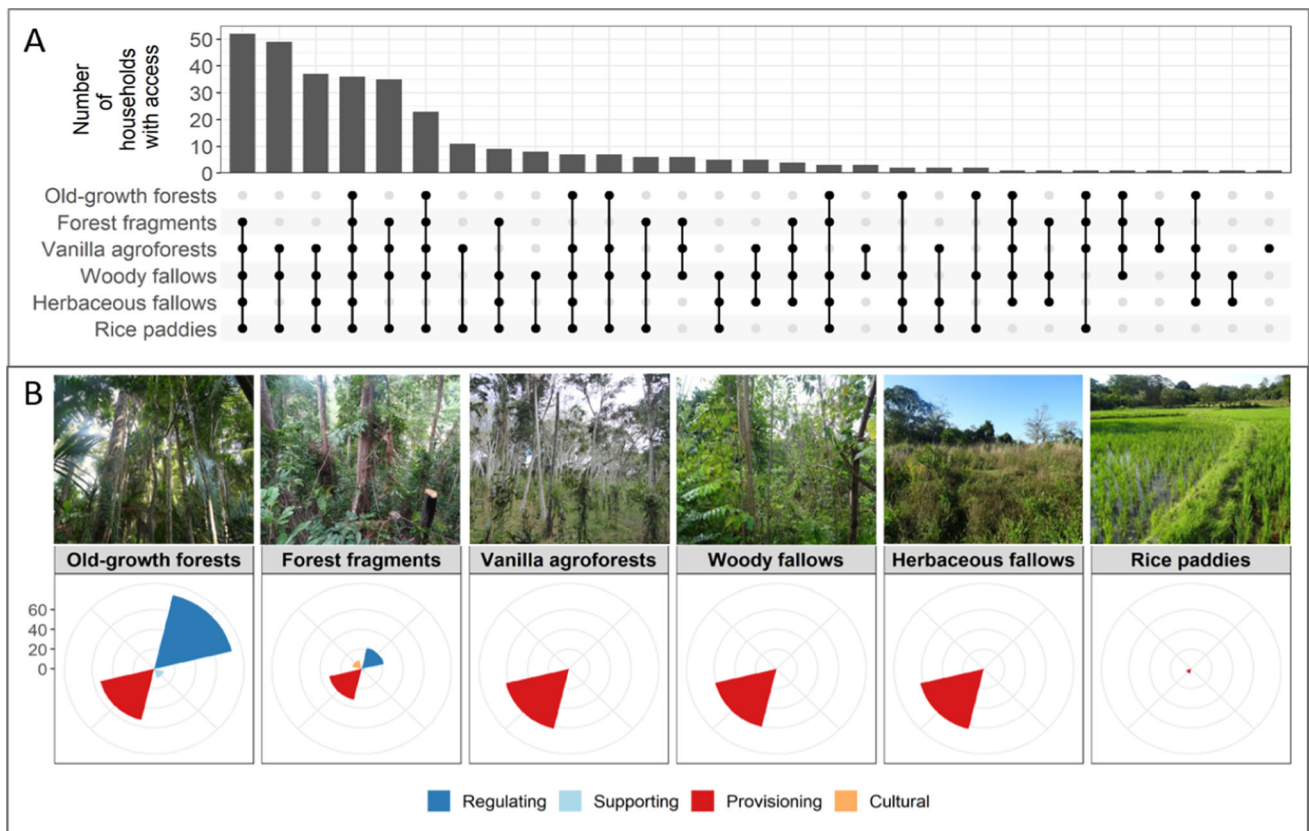 A
Number
of
households
with access
50
40
30
20
10
0
Old-growth forests
Forest fragments
Vanilla agroforests
Woody fallows
Herbaceous fallows
Rice paddies
B
Old-growth forests
Forest fragments
Vanilla agroforests
Woody fallows
Herbaceous fallows
Rice paddies
60
40
20
0
Regulating
Supporting
Provisioning
Cultural